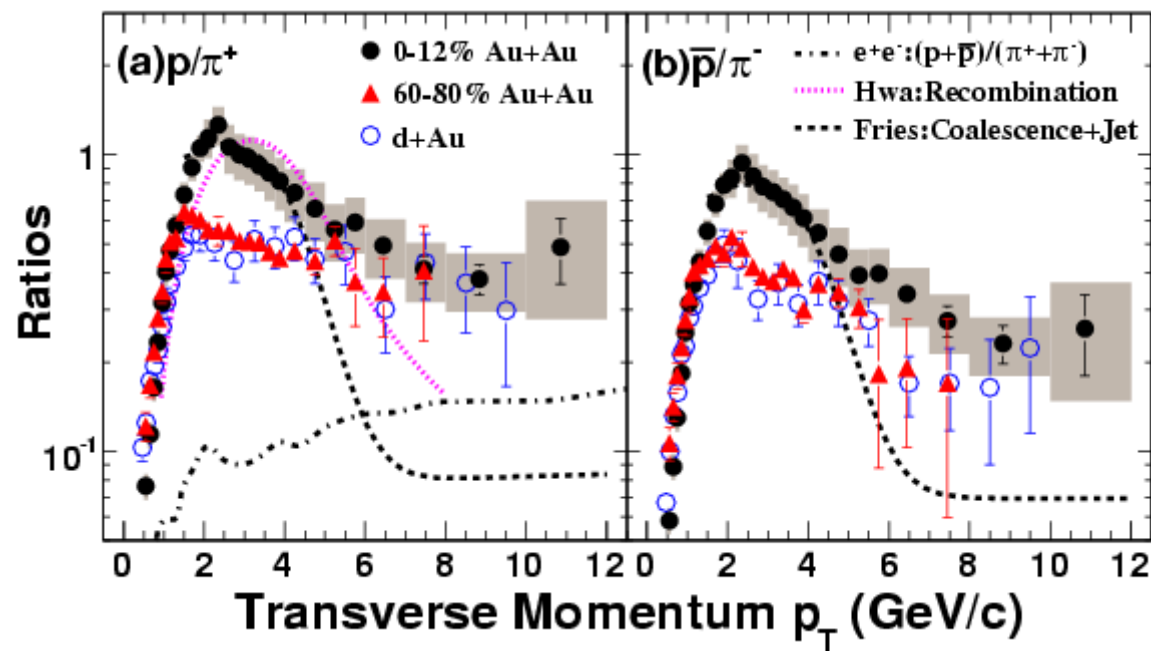 (a)p/π⁺
0-12% Au+Au
60-80% Au+Au
d+Au
(b)p̅/π⁻
e⁺e⁻:(p+p̅)/(π⁺+π⁻)
Hwa:Recombination
Fries:Coalescence+Jet
Ratios
1
10⁻¹
0 2 4 6 8 10 12
0 2 4 6 8 10 12
Transverse Momentum p_T (GeV/c)